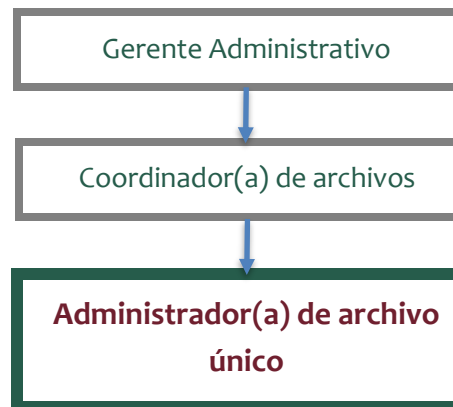 Gerente Administrativo
Coordinador(a) de archivos
Administrador(a) de archivo
único